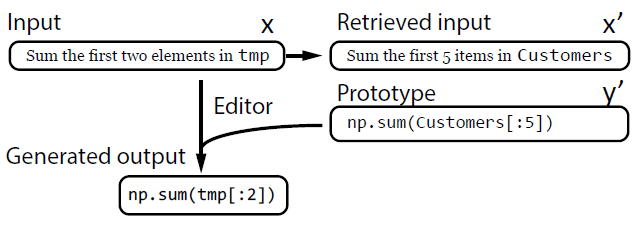 Input x
Sum the first two elements in tmp
Retrieved input x’
Sum the first 5 items in Customers
Prototype y’
np.sum(Customers[:5])
Editor
Generated output
np.sum(tmp[:2])